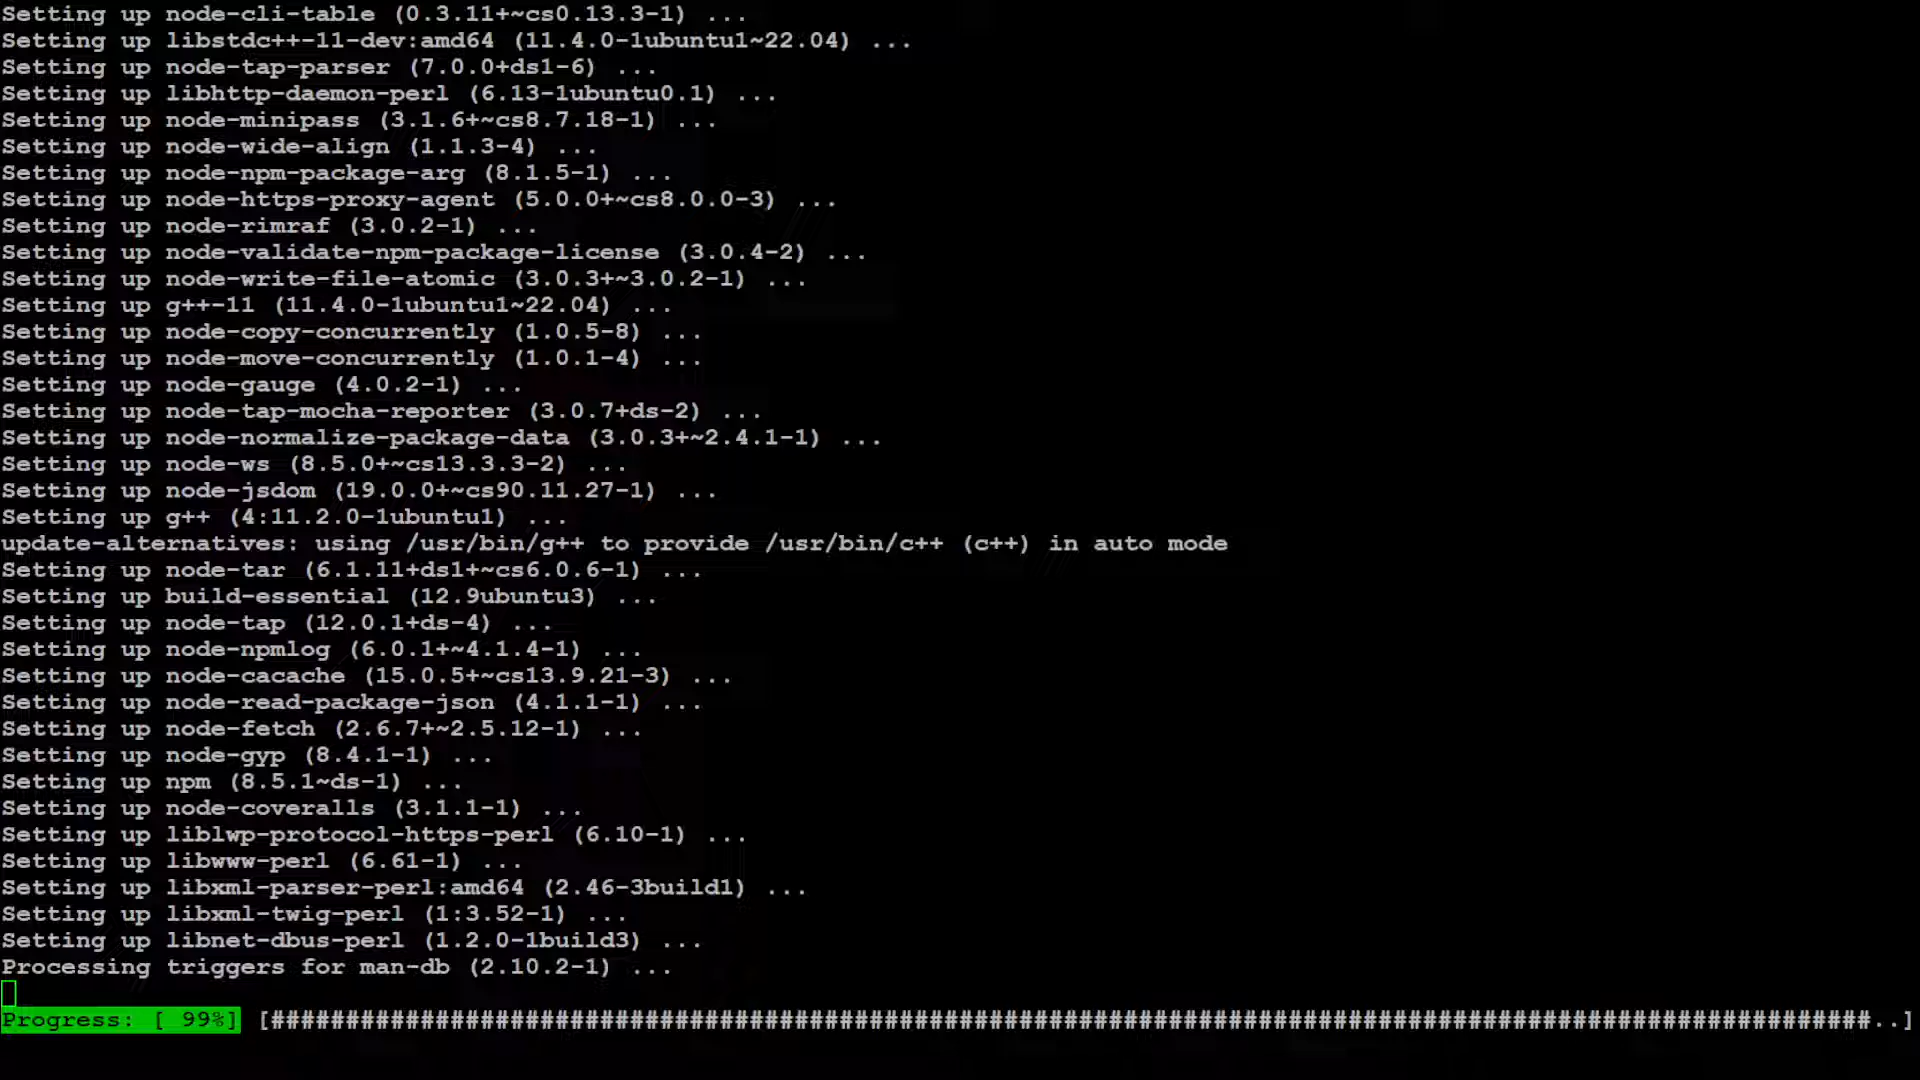 Setting up node-cli-table (0.3.11+~cs0.13.3-1) ...
Setting up libstdc++-11-dev:amd64 (11.4.0-1ubuntu1~22.04) ...
Setting up node-tap-parser (7.0.0+ds1-6) ...
Setting up libhttp-daemon-perl (6.13-1ubuntu0.1) ...
Setting up node-minipass (3.1.6+~cs8.7.18-1) ...
Setting up node-wide-align (1.1.3-4) ...
Setting up node-npm-package-arg (8.1.5-1) ...
Setting up node-https-proxy-agent (5.0.0+~cs8.0.0-3) ...
Setting up node-rimraf (3.0.2-1) ...
Setting up node-validate-npm-package-license (3.0.4-2) ...
Setting up node-write-file-atomic (3.0.3+~3.0.2-1) ...
Setting up g++-11 (11.4.0-1ubuntu1~22.04) ...
Setting up node-copy-concurrently (1.0.5-8) ...
Setting up node-move-concurrently (1.0.1-4) ...
Setting up node-gauge (4.0.2-1) ...
Setting up node-tap-mocha-reporter (3.0.7+ds-2) ...
Setting up node-normalize-package-data (3.0.3+~2.4.1-1) ...
Setting up node-ws (8.5.0+~cs13.3.3-2) ...
Setting up node-jsdom (19.0.0+~cs90.11.27-1) ...
Setting up g++ (4:11.2.0-1ubuntu1) ...
update-alternatives: using /usr/bin/g++ to provide /usr/bin/c++ (c++) in auto mode
Setting up node-tar (6.1.11+ds1+~cs6.0.6-1) ...
Setting up build-essential (12.9ubuntu3) ...
Setting up node-tap (12.0.1+ds-4) ...
Setting up node-npmlog (6.0.1+~4.1.4-1) ...
Setting up node-cacache (15.0.5+~cs13.9.21-3) ...
Setting up node-read-package-json (4.1.1-1) ...
Setting up node-fetch (2.6.7+~2.5.12-1) ...
Setting up node-gyp (8.4.1-1) ...
Setting up npm (8.5.1~ds-1) ...
Setting up node-coveralls (3.1.1-1) ...
Setting up liblwp-protocol-https-perl (6.10-1) ...
Setting up libwww-perl (6.61-1) ...
Setting up libxml-parser-perl:amd64 (2.46-3build1) ...
Setting up libxml-twig-perl (1:3.52-1) ...
Setting up libnet-dbus-perl (1.2.0-1build3) ...
Processing triggers for man-db (2.10.2-1) ...
Progress: [ 99%] [###########################################################################################################..]